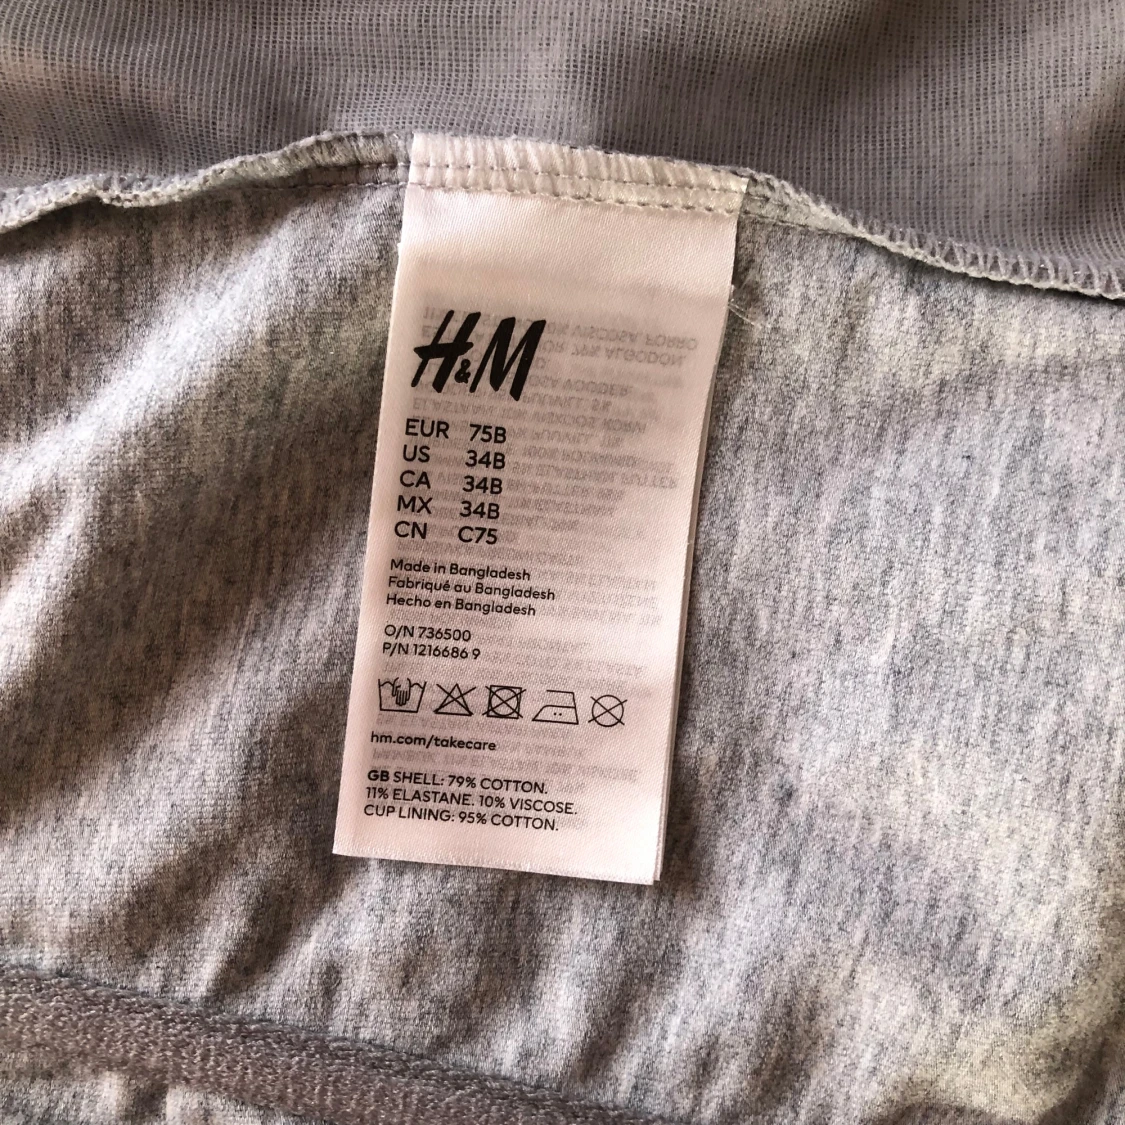 H&M
EUR 75B
US 34B
CA 34B
MX 34B
CN C75
Made in Bangladesh
Fabriqué au Bangladesh
Hecho en Bangladesh
O/N 736500
P/N 1216686 9
hm.com/takecare
GB SHELL: 79% COTTON.
11% ELASTANE. 10% VISCOSE.
CUP LINING: 95% COTTON.